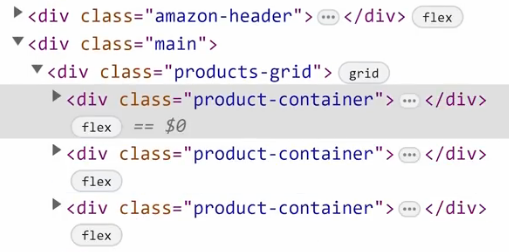 <div class="amazon-header"> ⋯ </div> flex
<div class="main">
<div class="products-grid"> grid
<div class="product-container"> ⋯ </div>
flex == $0
<div class="product-container"> ⋯ </div>
flex
<div class="product-container"> ⋯ </div>
flex